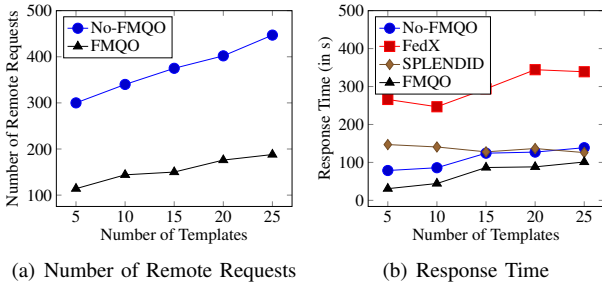 No-FMQO
FMQO
500
400
300
200
100
5
10
15
20
25
Number of Remote Requests
Number of Templates
(a) Number of Remote Requests
No-FMQO
FedX
SPLENDID
FMQO
500
400
300
200
100
0
5
10
15
20
25
Response Time (in s)
Number of Templates
(b) Response Time